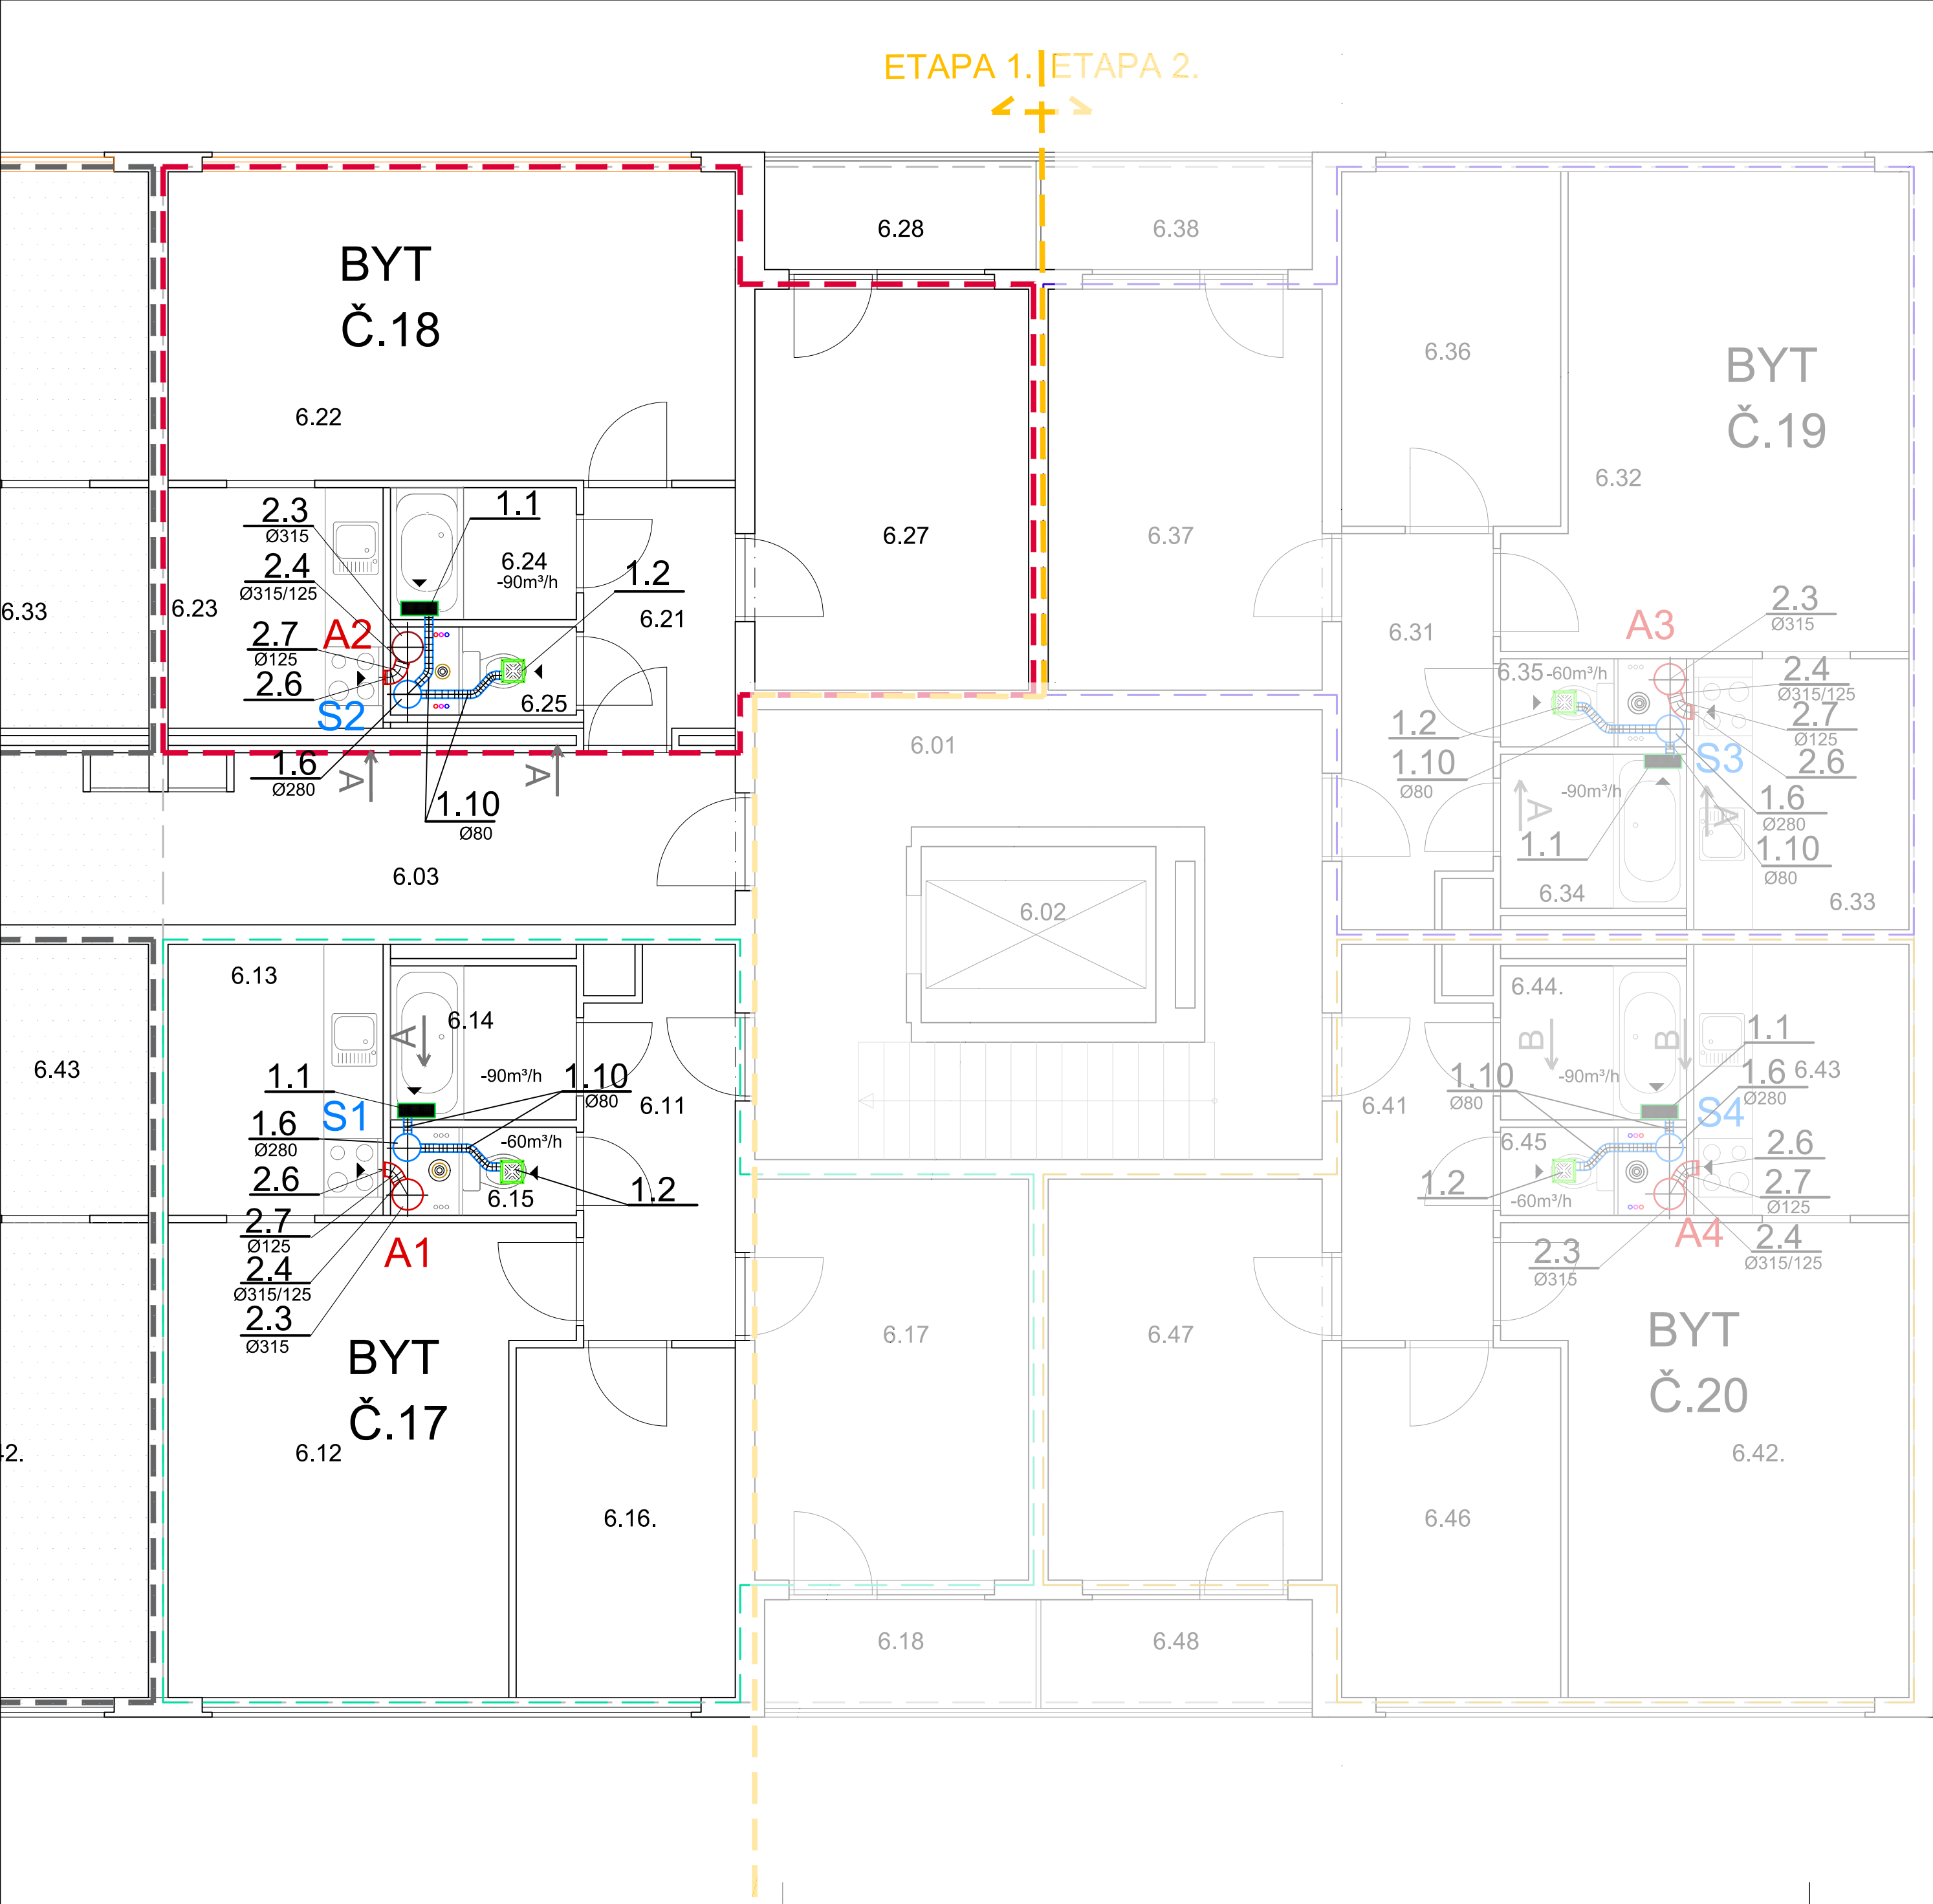 ETAPA 1. ETAPA 2.
6.28
6.38
BYT
Č.18
6.22
6.36
BYT
Č.19
6.32
2.3
Ø315
2.4
Ø315/125
2.7
Ø125
2.6
A2
S2
1.6
Ø280
1.1
6.24
-90m³/h
1.2
6.21
6.25
6.23
6.33
1.10
Ø80
A
A
6.27
6.37
6.31
A3
2.3
Ø315
6.35 -60m³/h
2.4
Ø315/125
2.7
Ø125
2.6
1.2
1.10
Ø80
S3
-90m³/h
1.6
Ø280
A
A
1.1
1.10
Ø80
6.34
6.33
6.01
6.02
6.03
6.13
6.14
A
6.43
1.1
-90m³/h
1.10
Ø80
S1
6.11
1.6
Ø280
-60m³/h
2.6
6.15
1.2
2.7
Ø125
A1
2.4
Ø315/125
2.3
Ø315
BYT
Č.17
6.12
6.16.
42.
6.44.
B
B
1.1
1.10
Ø80
-90m³/h
1.6
Ø280
6.43
6.41
S4
6.45
2.6
1.2
-60m³/h
2.7
Ø125
A4
2.4
Ø315/125
2.3
Ø315
6.17
6.47
BYT
Č.20
6.42.
6.46
6.18
6.48